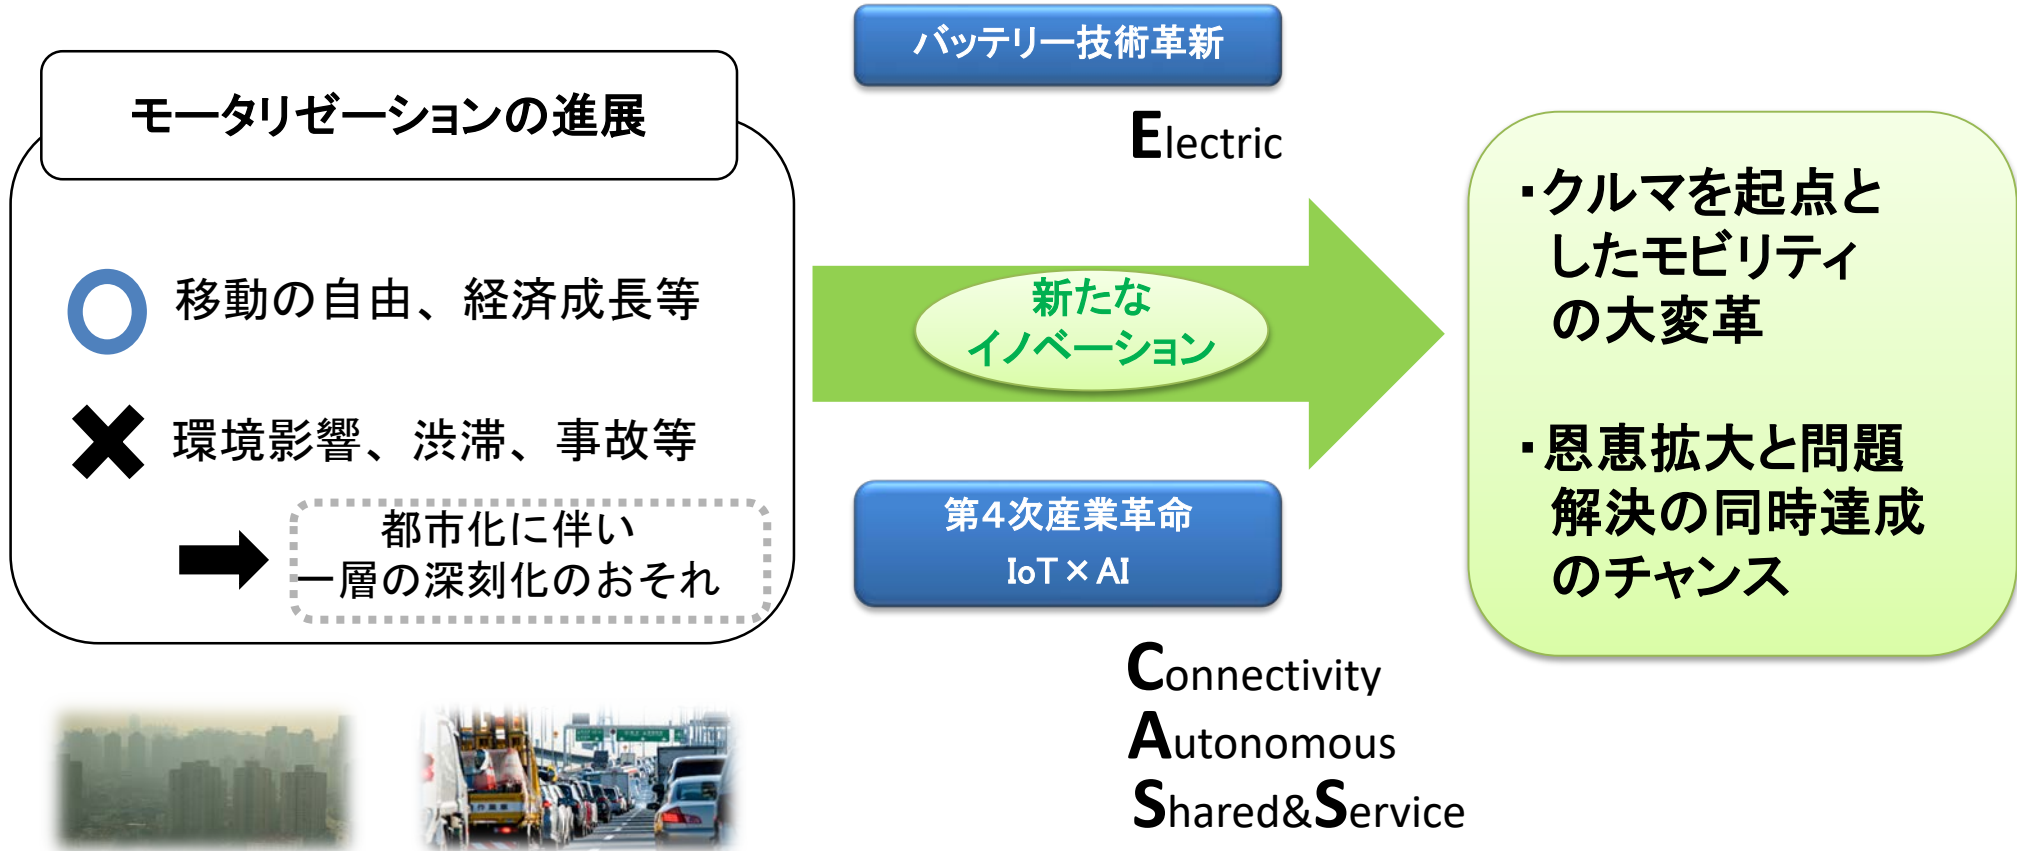 モータリゼーションの進展
移動の自由、経済成長等
環境影響、渋滞、事故等
都市化に伴い
一層の深刻化のおそれ
バッテリー技術革新
Electric
新たな
イノベーション
第4次産業革命
IoT×AI
Connectivity
Autonomous
Shared&Service
・クルマを起点と
したモビリティ
の大変革
・恩恵拡大と問題
解決の同時達成
のチャンス